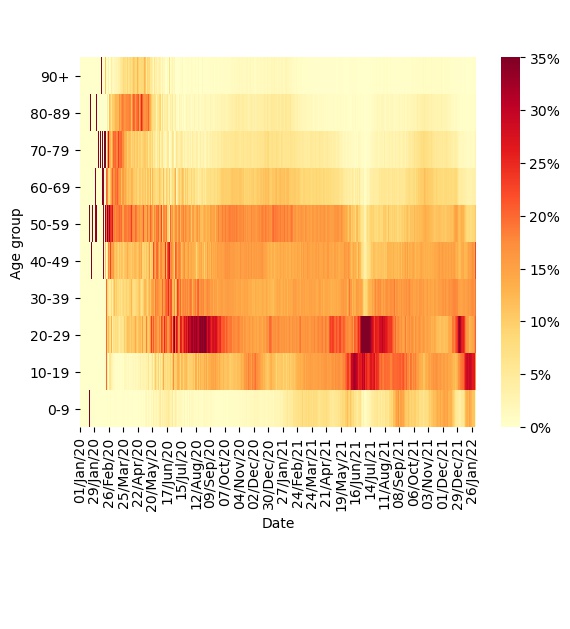 90+
80-89
70-79
60-69
50-59
40-49
30-39
20-29
10-19
0-9
Age group
01/Jan/20
29/Jan/20
26/Feb/20
25/Mar/20
22/Apr/20
20/May/20
17/Jun/20
15/Jul/20
12/Aug/20
09/Sep/20
07/Oct/20
04/Nov/20
02/Dec/20
30/Dec/20
27/Jan/21
24/Feb/21
24/Mar/21
21/Apr/21
19/May/21
16/Jun/21
14/Jul/21
11/Aug/21
08/Sep/21
06/Oct/21
03/Nov/21
01/Dec/21
29/Dec/21
26/Jan/22
Date
35%
30%
25%
20%
15%
10%
5%
0%